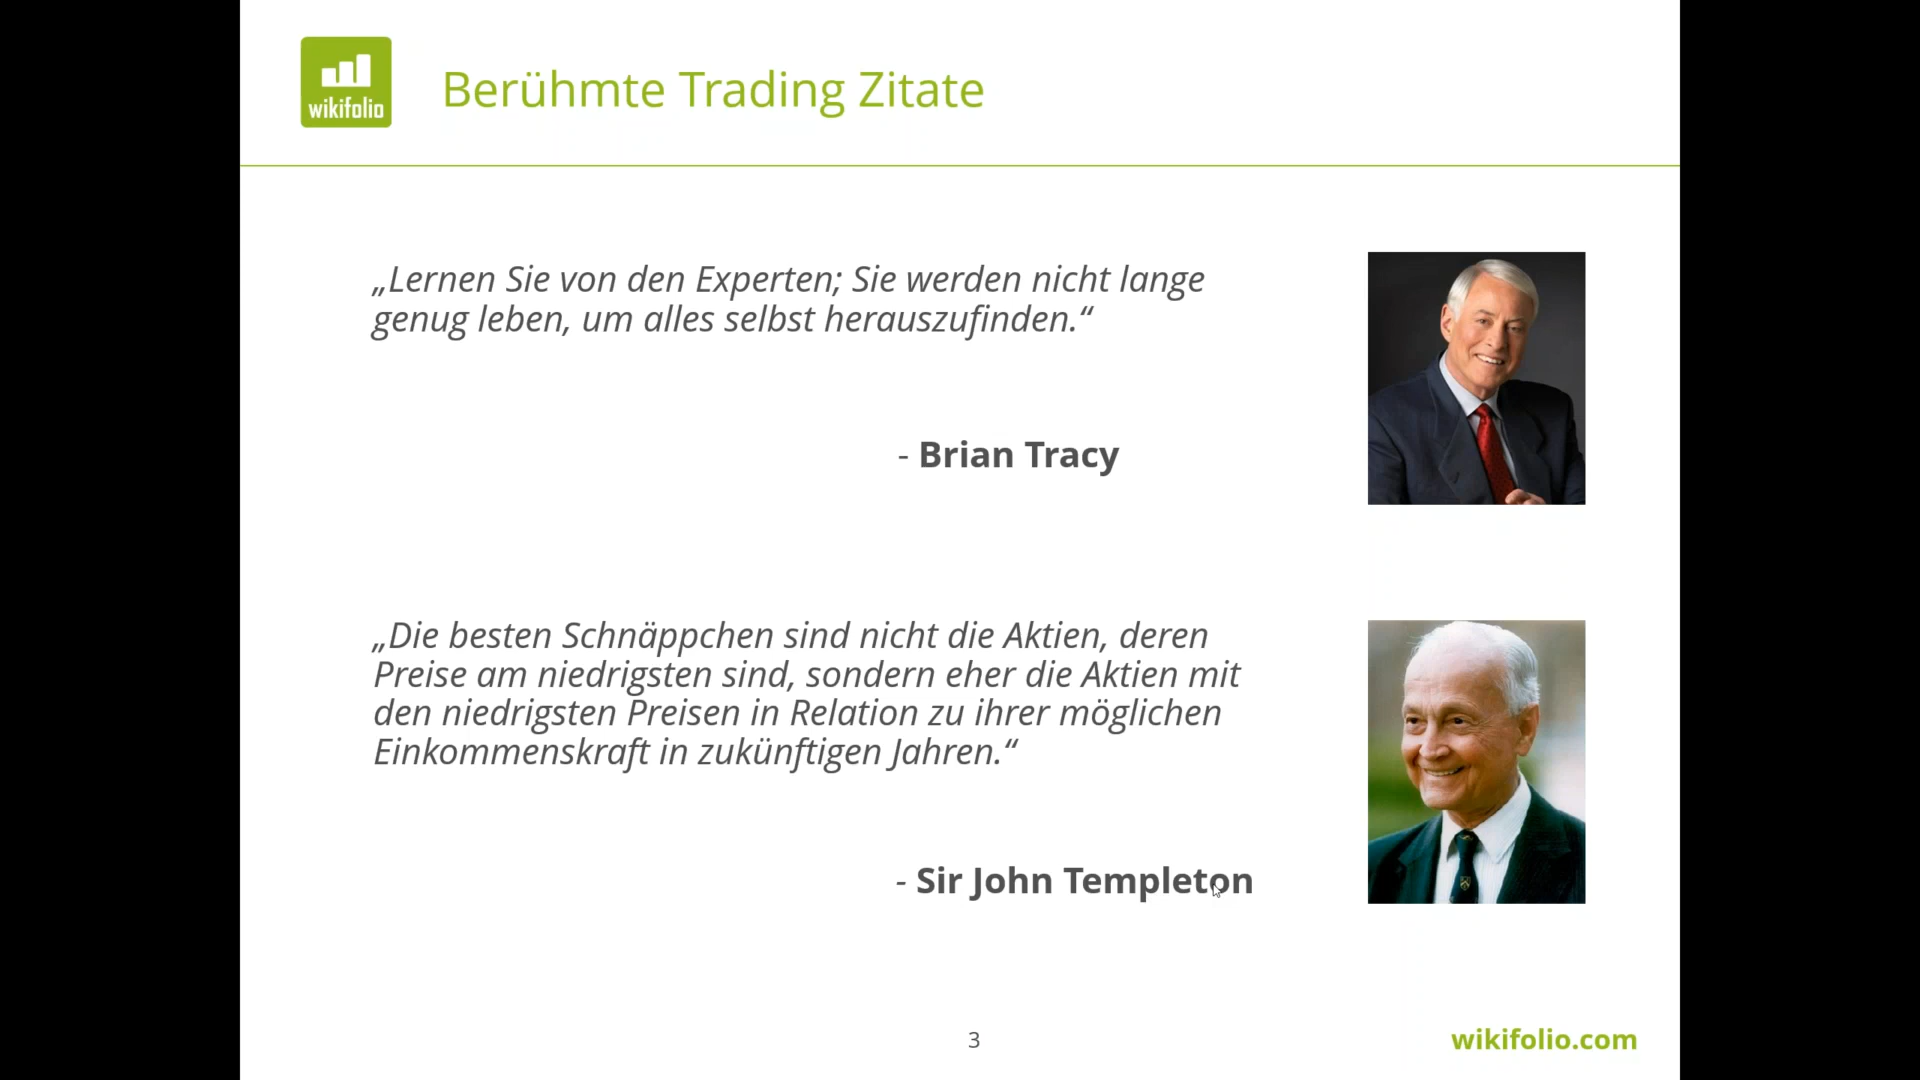 wikifolio
Berühmte Trading Zitate
„Lernen Sie von den Experten; Sie werden nicht lange
genug leben, um alles selbst herauszufinden.“
- Brian Tracy
„Die besten Schnäppchen sind nicht die Aktien, deren
Preise am niedrigsten sind, sondern eher die Aktien mit
den niedrigsten Preisen in Relation zu ihrer möglichen
Einkommenskraft in zukünftigen Jahren.“
- Sir John Templeton
3
wikifolio.com